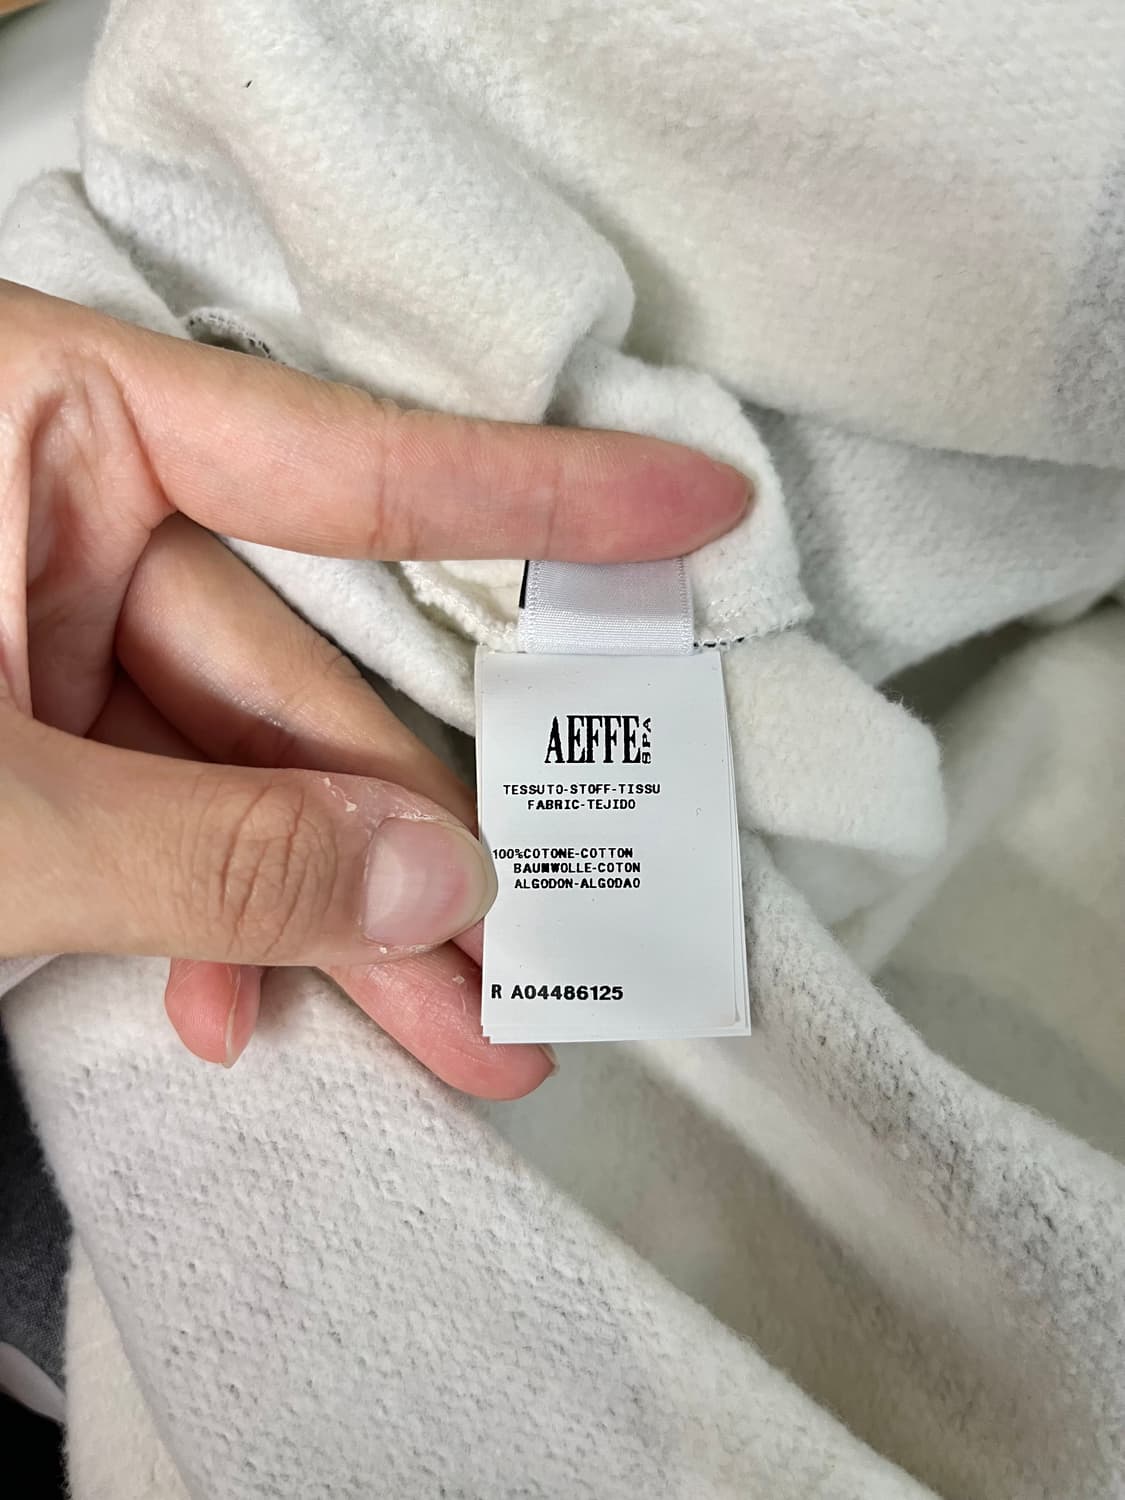 AEFFE SPA
TESSUTO-STOFF-TISSU
FABRIC-TEJIDO
100%COTONE-COTTON
BAUMWOLLE-COTON
ALGODON-ALGODAO
R A04486125